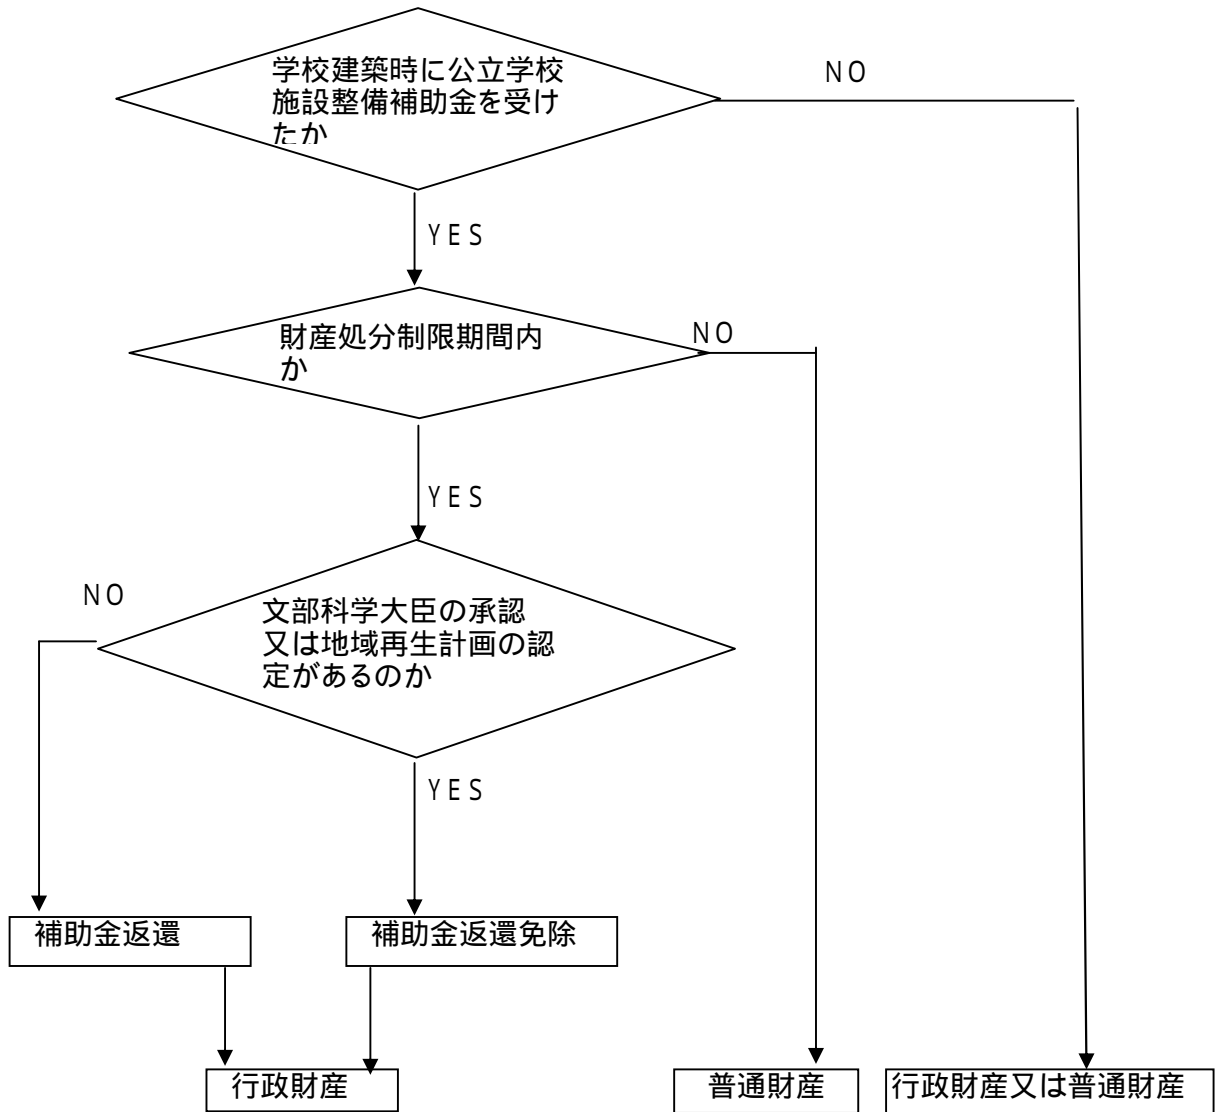 学校建築時に公立学校
施設整備補助金を受け
たか
NO
YES
財産処分制限期間内
か
NO
YES
文部科学大臣の承認
又は地域再生計画の認
定があるのか
NO
YES
補助金返還
補助金返還免除
行政財産
普通財産
行政財産又は普通財産